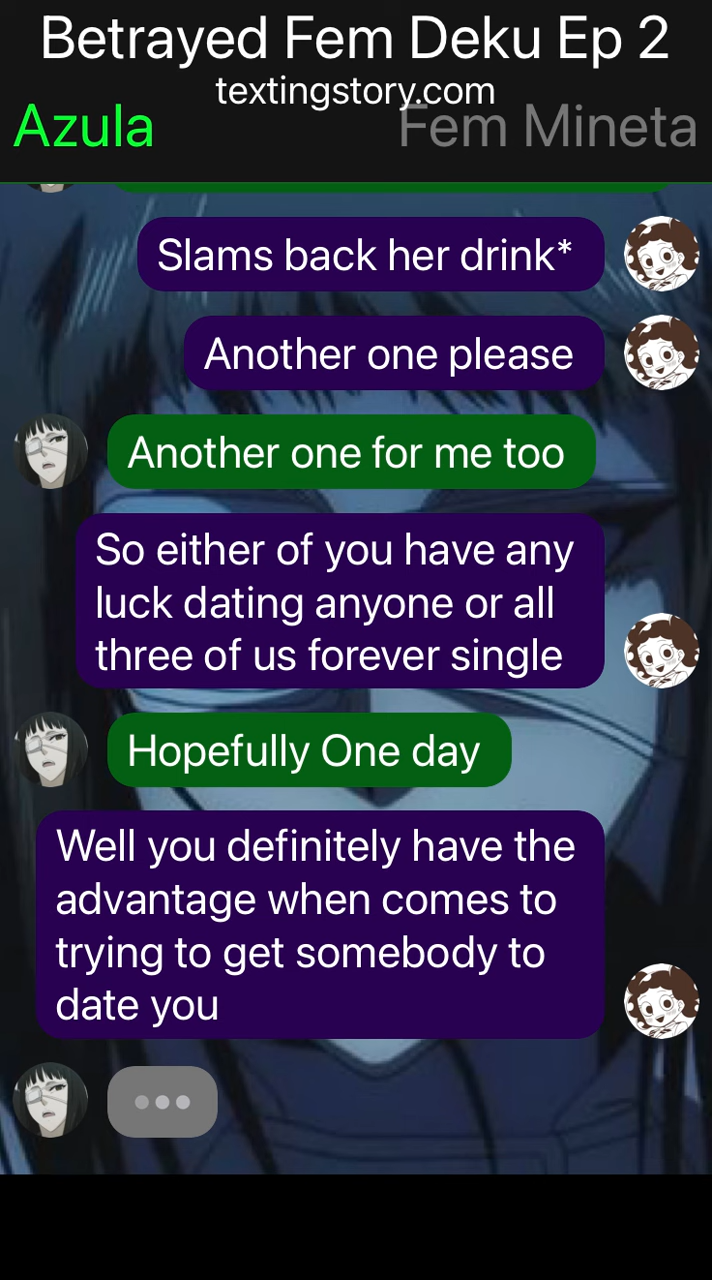 Betrayed Fem Deku Ep 2
textingstory.com
Azula
Fem Mineta
Slams back her drink*
Another one please
Another one for me too
So either of you have any
luck dating anyone or all
three of us forever single
Hopefully One day
Well you definitely have the
advantage when comes to
trying to get somebody to
date you